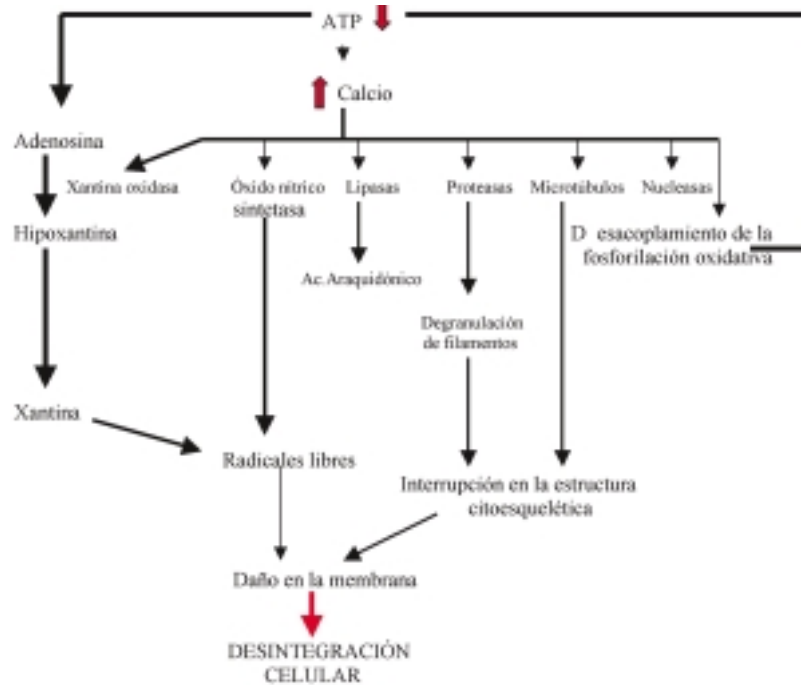 ATP
Calcio
Adenosina
Xantina oxidasa
Óxido nítrico
sintetasa
Lipasas
Proteasas
Microtúbulos
Nucleasas
Hipoxantina
D esacoplamiento de la
fosforilación oxidativa
Ac. Araquidónico
Degranulación
de filamentos
Xantina
Radicales libres
Interrupción en la estructura
citoesquelética
Daño en la membrana
DESINTEGRACIÓN
CELULAR